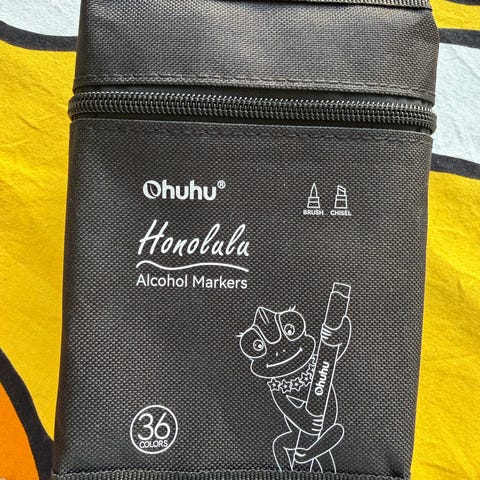 Ohuhu®
BRUSH CHISEL
Honolulu
Alcohol Markers
Ohuhu
36
COLORS